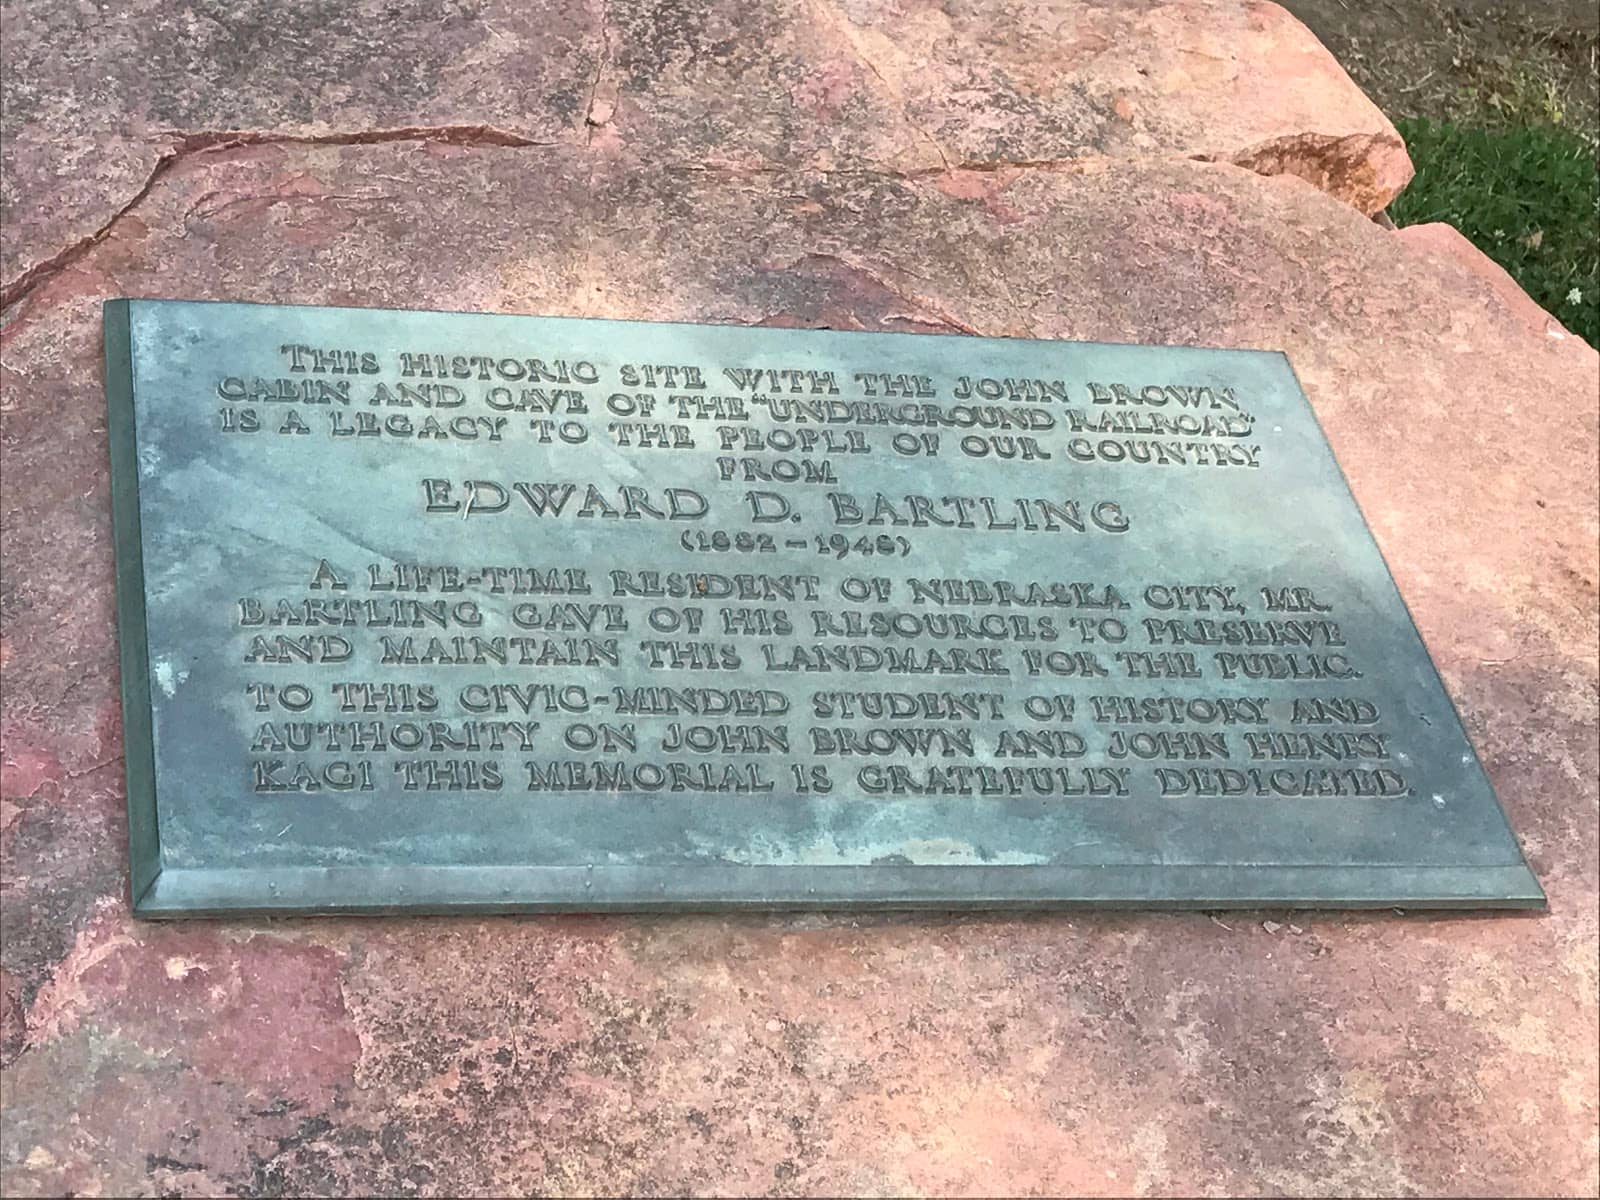 THIS HISTORIC SITE WITH THE JOHN BROWN
CABIN AND CAVE OF THE "UNDERGROUND RAILROAD"
IS A LEGACY TO THE PEOPLE OF OUR COUNTRY
FROM
EDWARD D. BARTLING
(1882-1948)
A LIFE-TIME RESIDENT OF NEBRASKA CITY, MR.
BARTLING GAVE OF HIS RESOURCES TO PRESERVE
AND MAINTAIN THIS LANDMARK FOR THE PUBLIC.
TO THIS CIVIC-MINDED STUDENT OF HISTORY AND
AUTHORITY ON JOHN BROWN AND JOHN HENRY
KAGI THIS MEMORIAL IS GRATEFULLY DEDICATED.